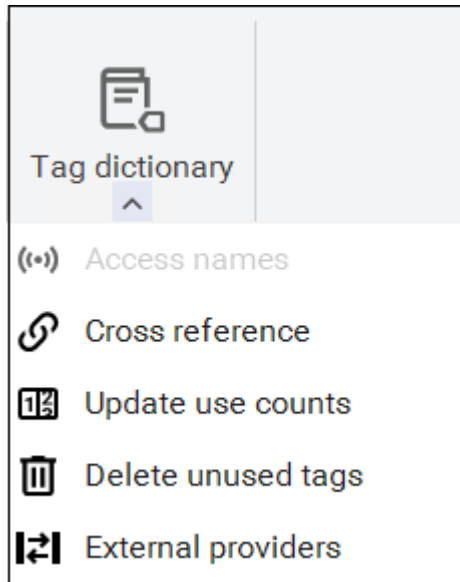 Tag dictionary
Access names
Cross reference
Update use counts
Delete unused tags
External providers